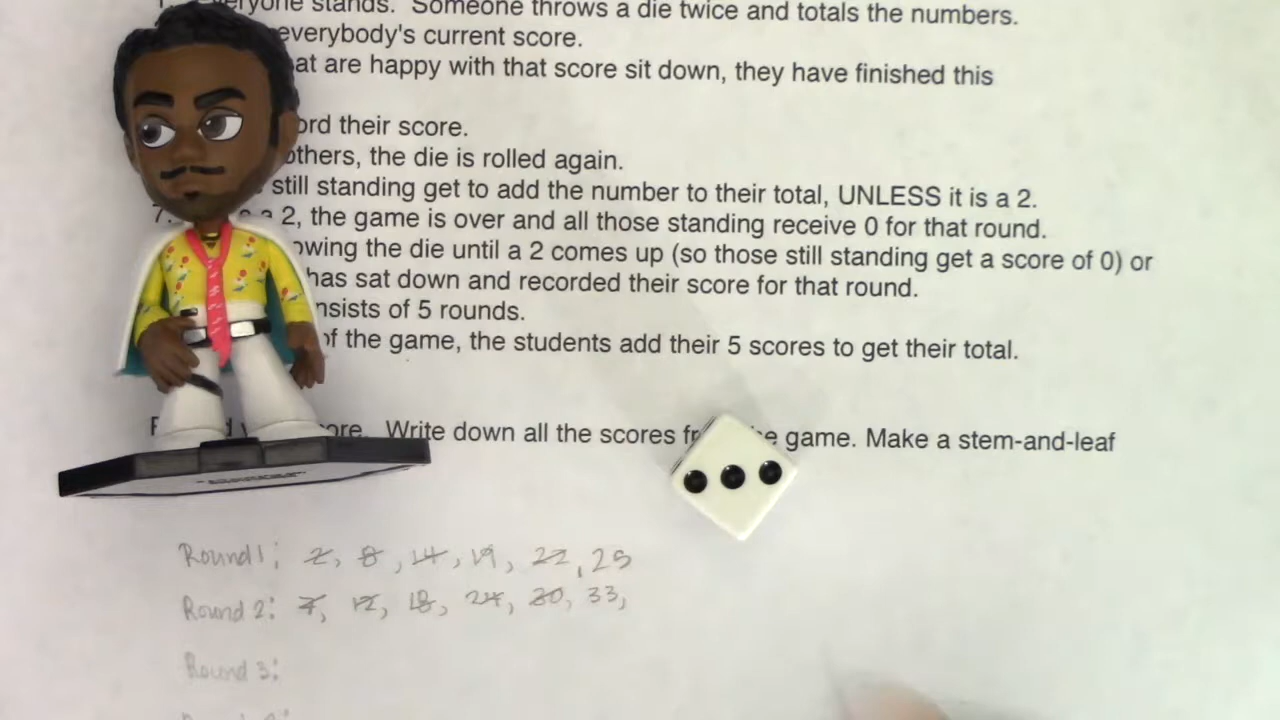 everyone stands. Someone throws a die twice and totals the numbers.
everybody's current score.
at are happy with that score sit down, they have finished this
ord their score.
others, the die is rolled again.
still standing get to add the number to their total, UNLESS it is a 2.
7. a 2, the game is over and all those standing receive 0 for that round.
owing the die until a 2 comes up (so those still standing get a score of 0) or
has sat down and recorded their score for that round.
nsists of 5 rounds.
of the game, the students add their 5 scores to get their total.
ore. Write down all the scores fr e game. Make a stem-and-leaf
Round 1: 2, 8, 14, 19, 22, 25
Round 2: 7, 12, 18, 24, 30, 33,
Round 3: